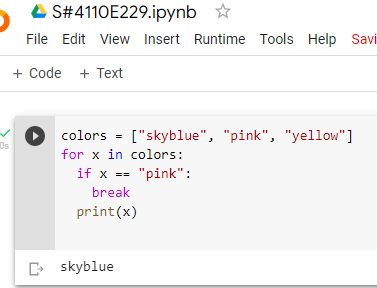 S#4110E229.ipynb
File Edit View Insert Runtime Tools Help Savi
+ Code + Text
0s
colors = ["skyblue", "pink", "yellow"]
for x in colors:
  if x == "pink":
    break
  print(x)
skyblue